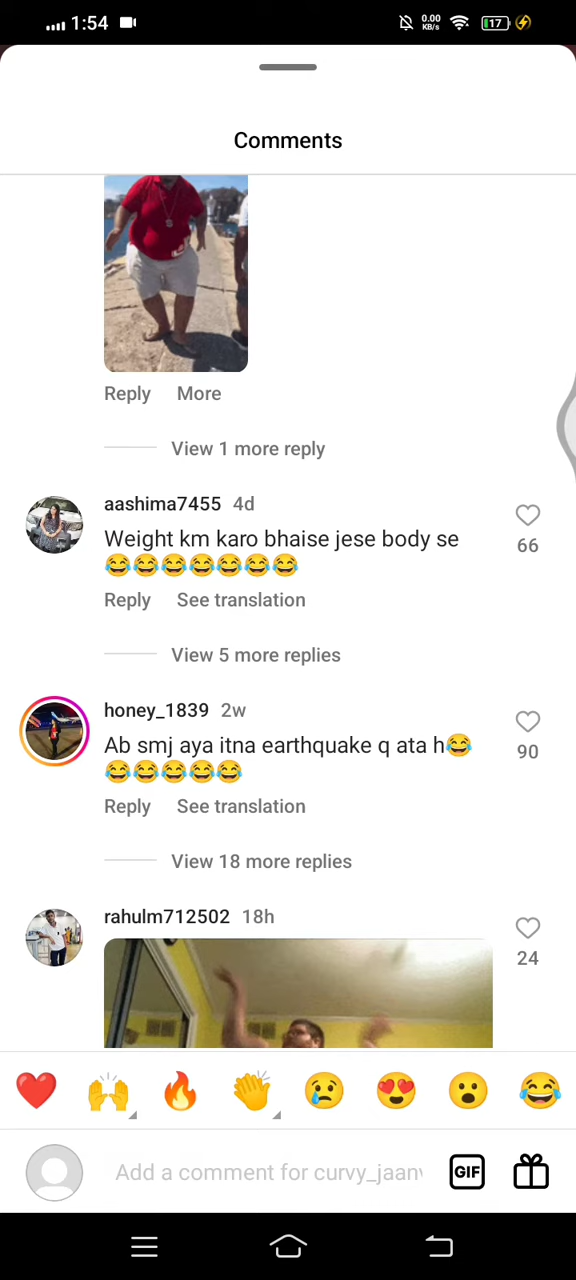 1:54
0.00
KB/s
17
Comments
Reply More
View 1 more reply
aashima7455 4d
Weight km karo bhaise jese body se
😂😂😂😂😂😂😂
66
Reply See translation
View 5 more replies
honey_1839 2w
Ab smj aya itna earthquake q ata h😂
😂😂😂😂😂
90
Reply See translation
View 18 more replies
rahulm712502 18h
24
Add a comment for curvy_jaanv
GIF